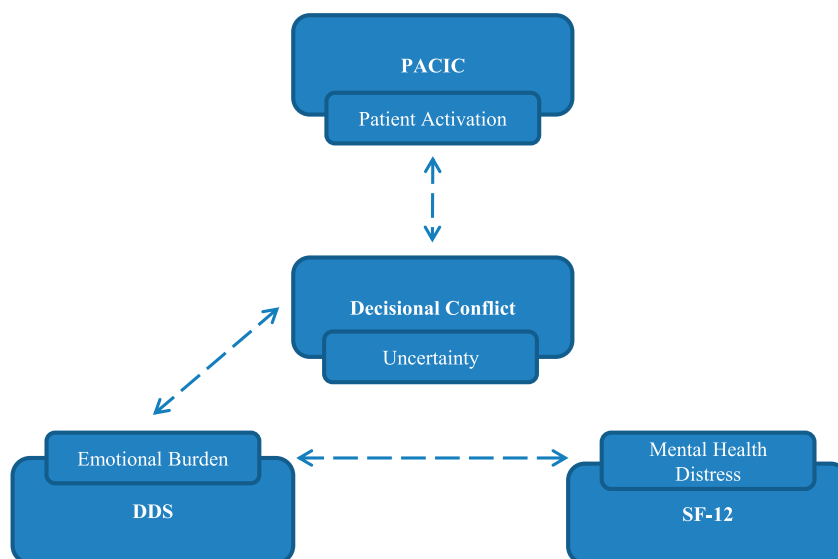 PACIC
Patient Activation
Decisional Conflict
Uncertainty
Emotional Burden
DDS
Mental Health
Distress
SF-12